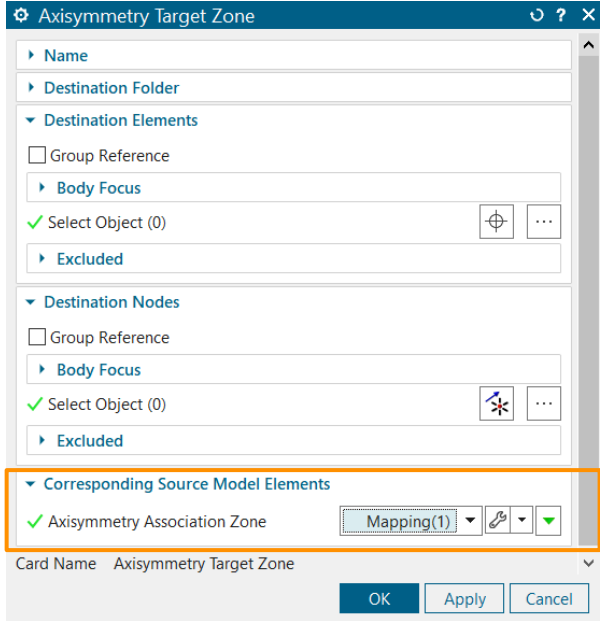 Axisymmetry Target Zone
Name
Destination Folder
Destination Elements
Group Reference
Body Focus
Select Object (0)
Excluded
Destination Nodes
Group Reference
Body Focus
Select Object (0)
Excluded
Corresponding Source Model Elements
Axisymmetry Association Zone Mapping(1)
Card Name Axisymmetry Target Zone
OK Apply Cancel